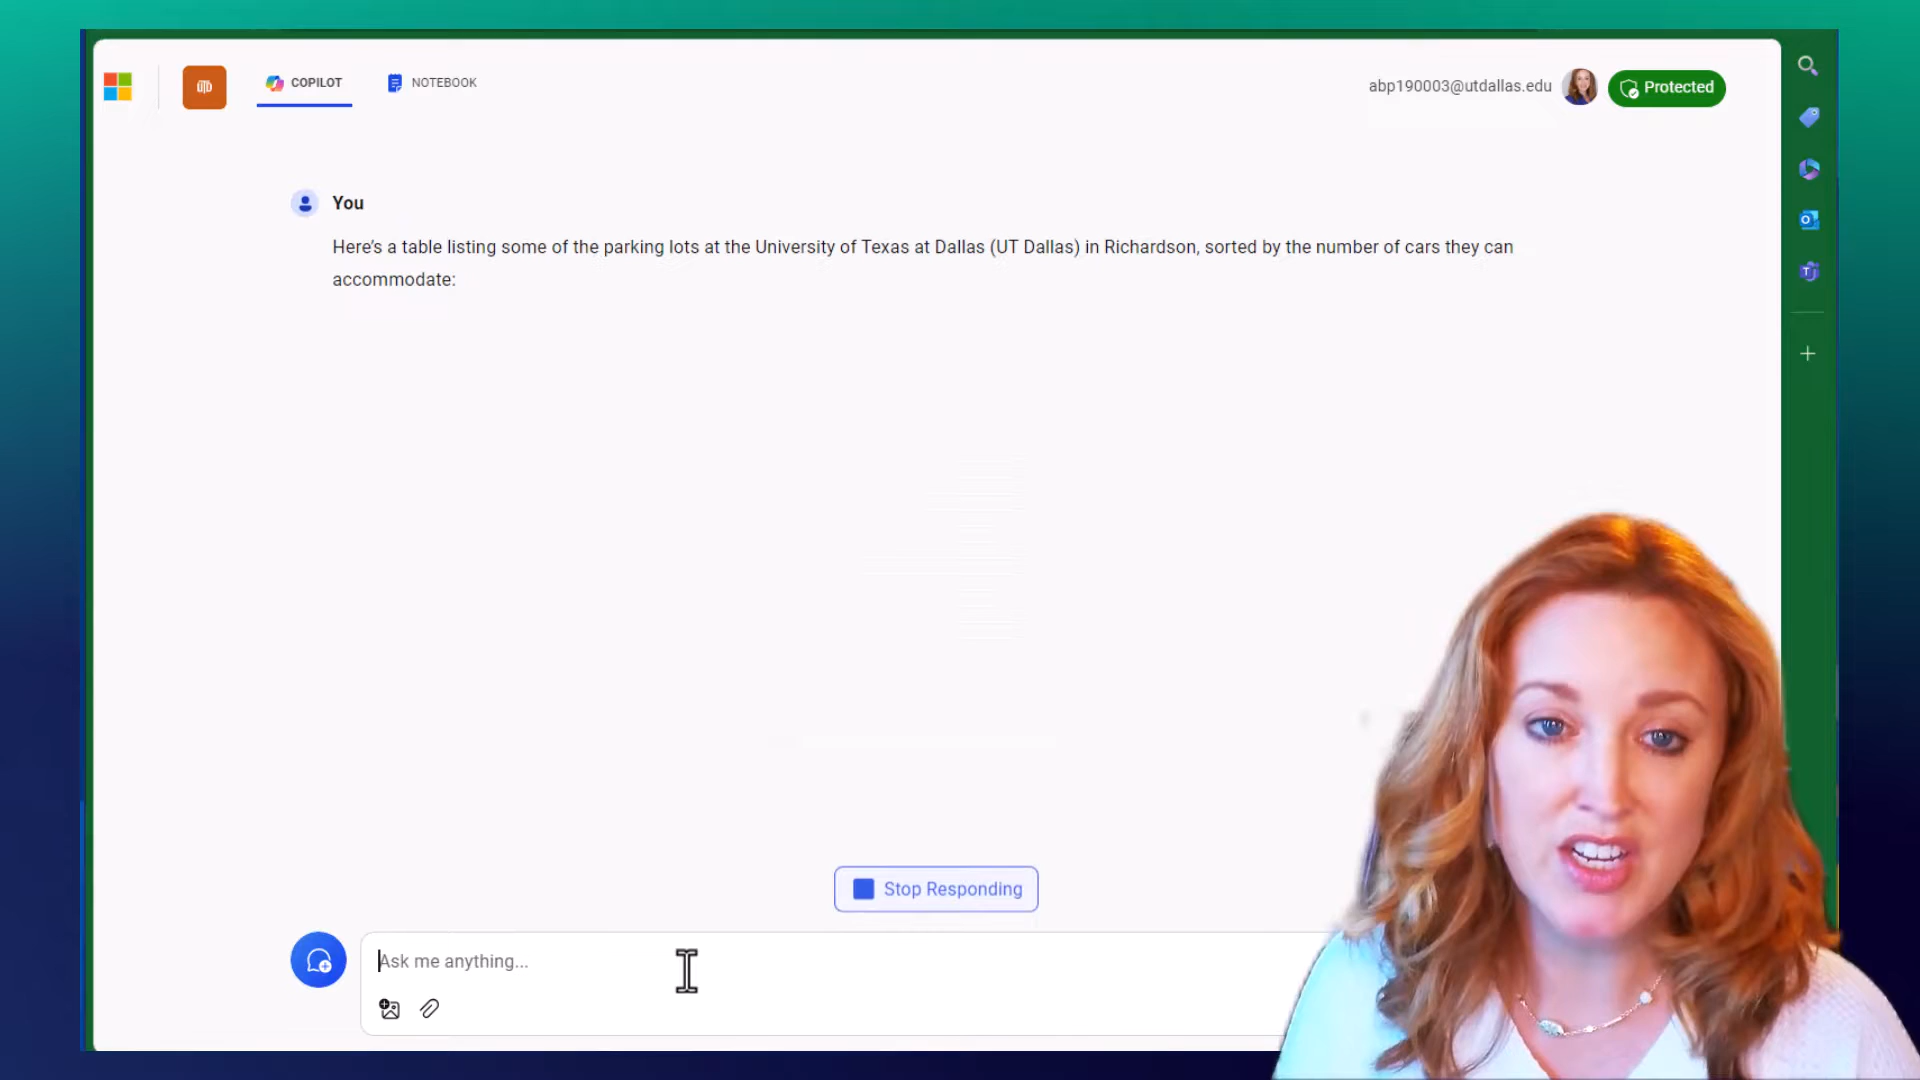 COPILOT
NOTEBOOK
abp190003@utdallas.edu
Protected
You
Here's a table listing some of the parking lots at the University of Texas at Dallas (UT Dallas) in Richardson, sorted by the number of cars they can
accommodate:
Stop Responding
Ask me anything...